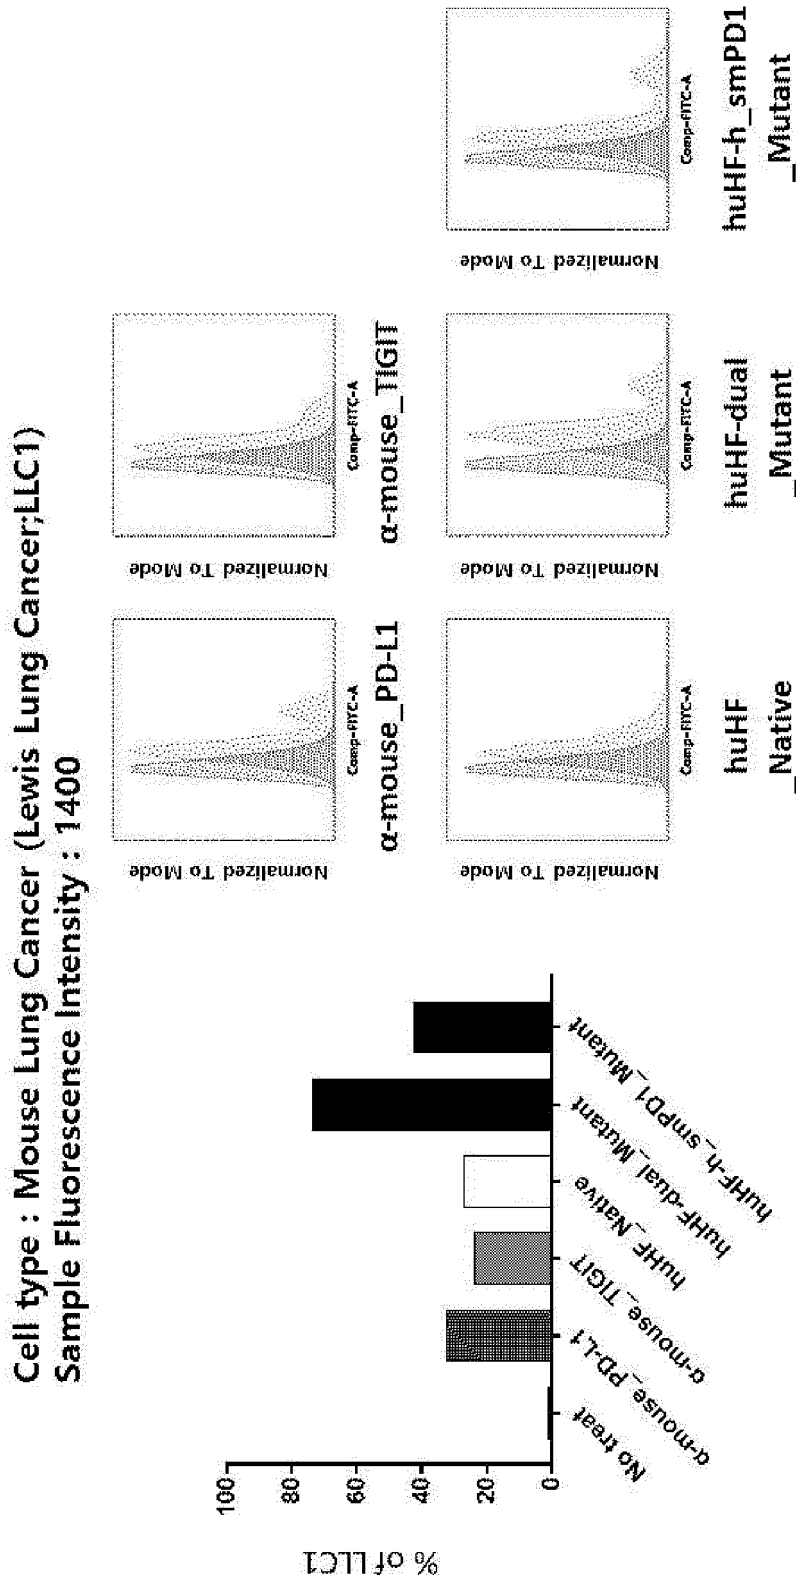 Cell type : Mouse Lung Cancer (Lewis Lung Cancer;LLC1)
Sample Fluorescence Intensity : 1400
% of LLC1
100
80
60
40
20
0
No treat
α-mouse_PD-L1
α-mouse_TIGIT
huHF_Native
huHF-dual_Mutant
huHF-h_smPD1_Mutant
Normalized To Mode
Comp-FITC-A
α-mouse_PD-L1
Normalized To Mode
Comp-FITC-A
α-mouse_TIGIT
Normalized To Mode
Comp-FITC-A
huHF
_Native
Normalized To Mode
Comp-FITC-A
huHF-dual
_Mutant
Normalized To Mode
Comp-FITC-A
huHF-h_smPD1
_Mutant